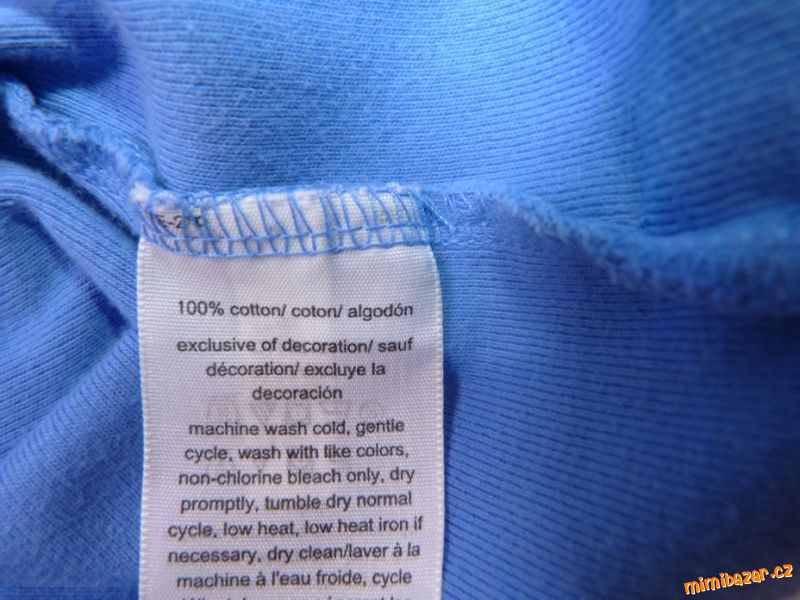 100% cotton/ coton/ algodón
exclusive of decoration/ sauf
décoration/ excluye la
decoración
machine wash cold, gentle
cycle, wash with like colors,
non-chlorine bleach only, dry
promptly, tumble dry normal
cycle, low heat, low heat iron if
necessary, dry clean/laver à la
machine à l'eau froide, cycle
mimibazar.cz